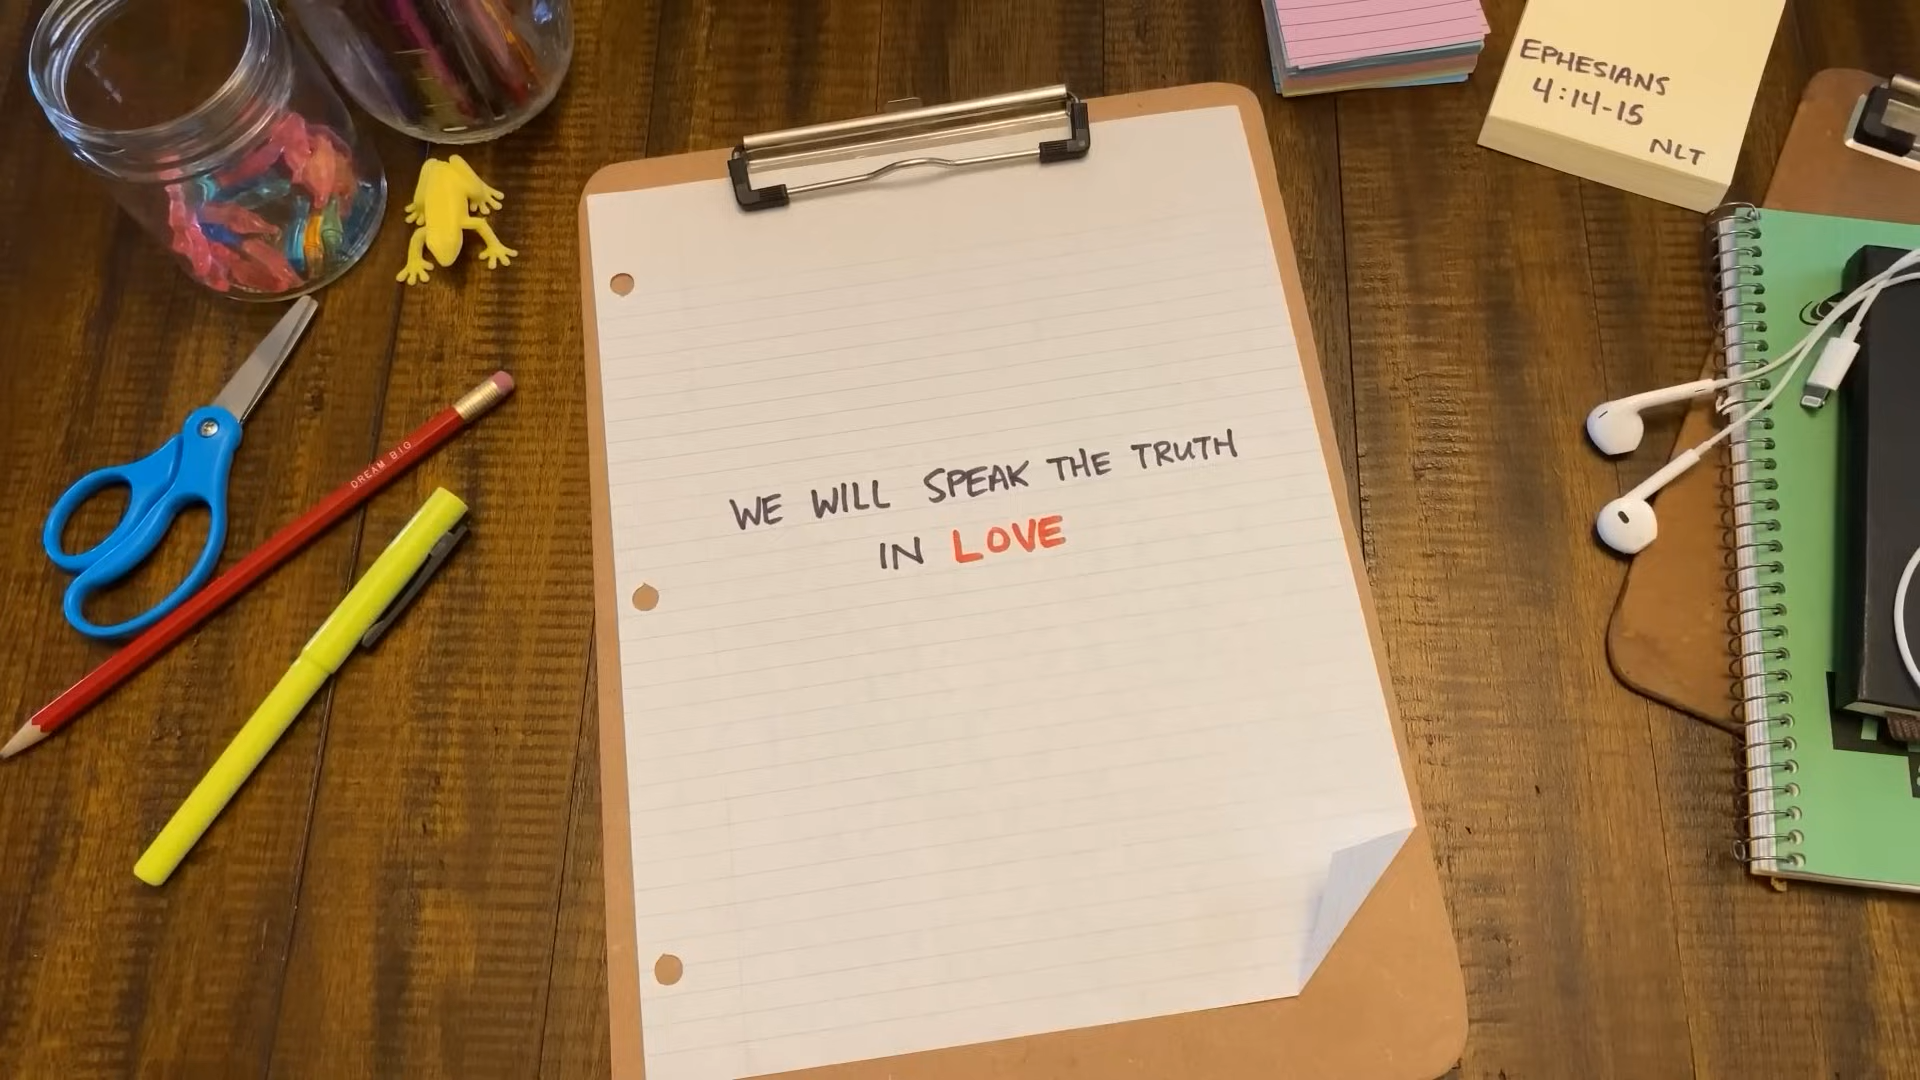 EPHESIANS
4:14-15
NLT
WE WILL SPEAK THE TRUTH
IN LOVE
DREAM BIG